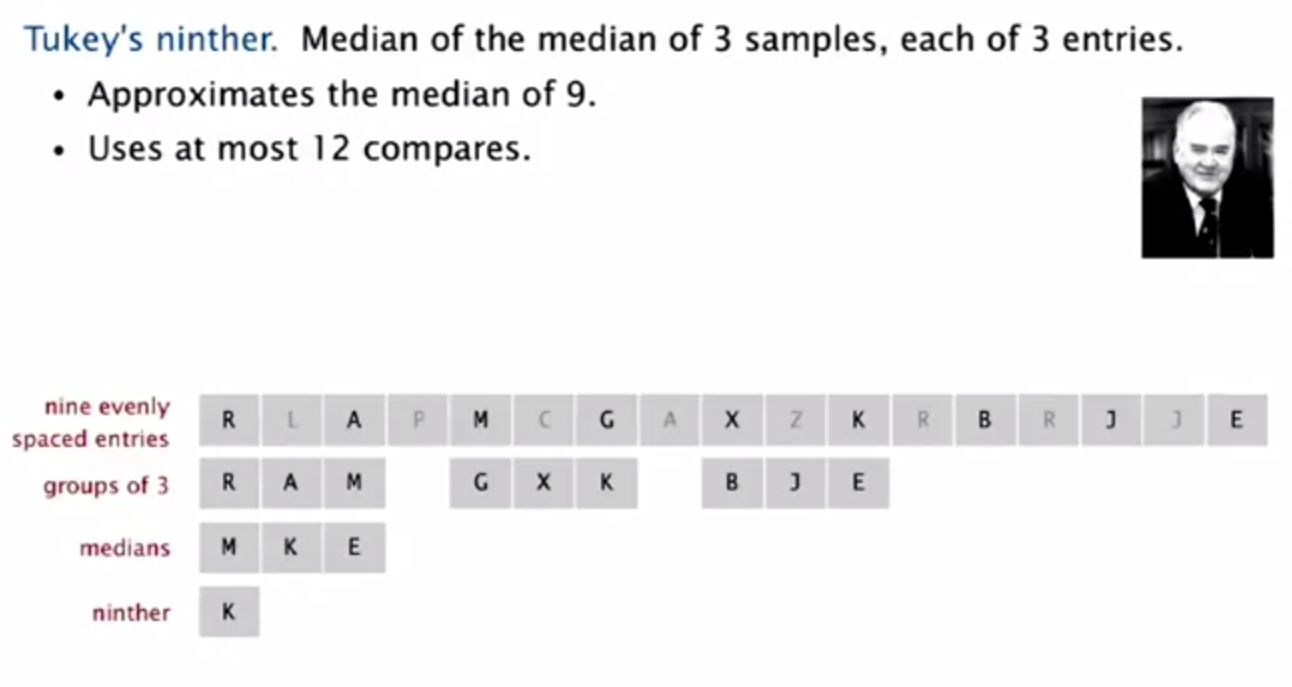 Tukey's ninther. Median of the median of 3 samples, each of 3 entries.
• Approximates the median of 9.
• Uses at most 12 compares.
nine evenly
spaced entries
R L A P M C G A X Z K R B R J J E
groups of 3
R A M G X K B J E
medians
M K E
ninther
K